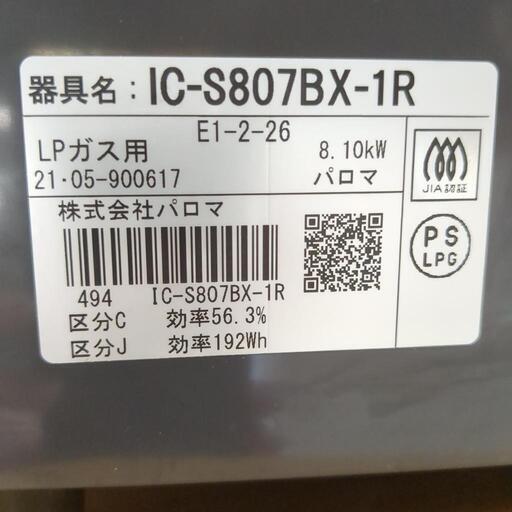 器具名：IC-S807BX-1R
E1-2-26
LPガス用 8.10kW
21・05-900617 パロマ
株式会社パロマ
494 IC-S807BX-1R
区分C 効率56.3%
区分J 効率192Wh
JIA認証
PS
LPG